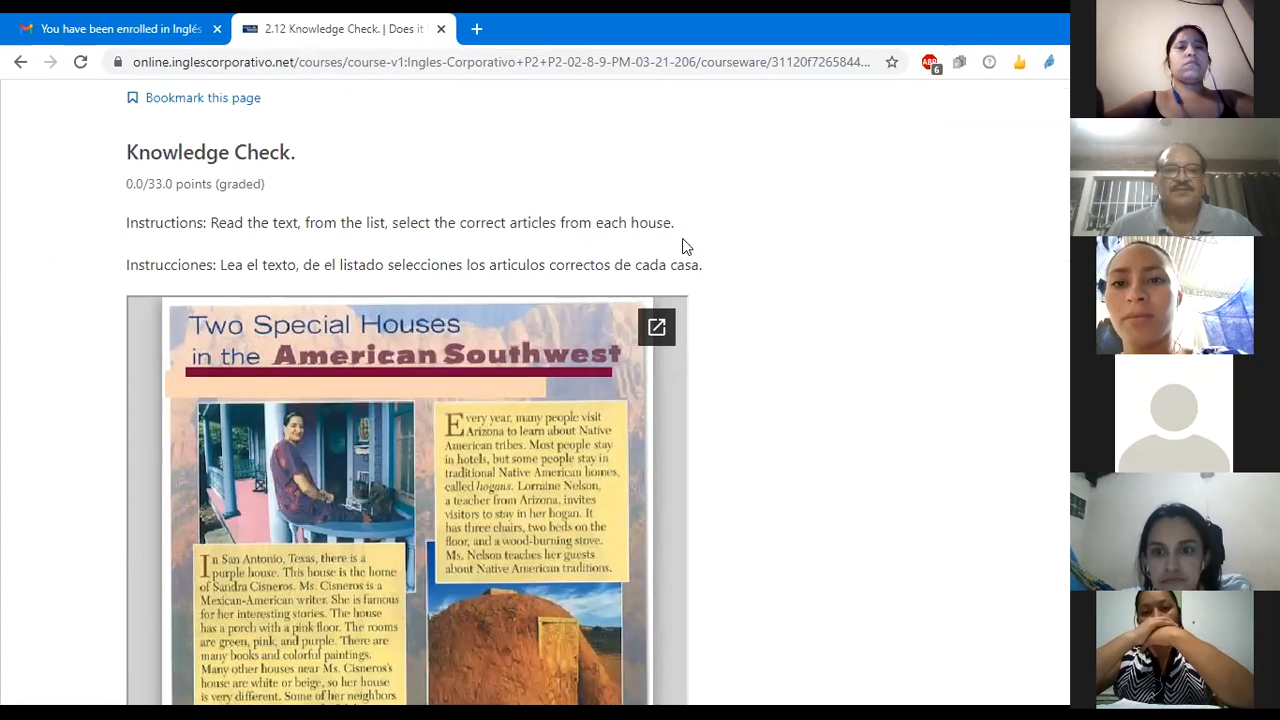 You have been enrolled in Inglés
2.12 Knowledge Check. | Does it
online.inglescorporativo.net/courses/course-v1:Ingles-Corporativo+P2+P2-02-8-9-PM-03-21-206/courseware/31120f7265844...
ABP
6
Bookmark this page
Knowledge Check.
0.0/33.0 points (graded)
Instructions: Read the text, from the list, select the correct articles from each house.
Instrucciones: Lea el texto, de el listado selecciones los articulos correctos de cada casa.
Two Special Houses
in the American Southwest
Every year, many people visit
Arizona to learn about Native
American tribes. Most people stay
in hotels, but some people stay in
traditional Native American homes,
called hogans. Lorraine Nelson,
a teacher from Arizona, invites
visitors to stay in her hogan. It
has three chairs, two beds on the
floor, and a wood-burning stove.
Ms. Nelson teaches her guests
about Native American traditions.
In San Antonio, Texas, there is a
purple house. This house is the home
of Sandra Cisneros. Ms. Cisneros is a
Mexican-American writer. She is famous
for her interesting stories. The house
has a porch with a pink floor. The rooms
are green, pink, and purple. There are
many books and colorful paintings.
Many other houses near Ms. Cisneros's
house are white or beige, so her house
is very different. Some of her neighbors